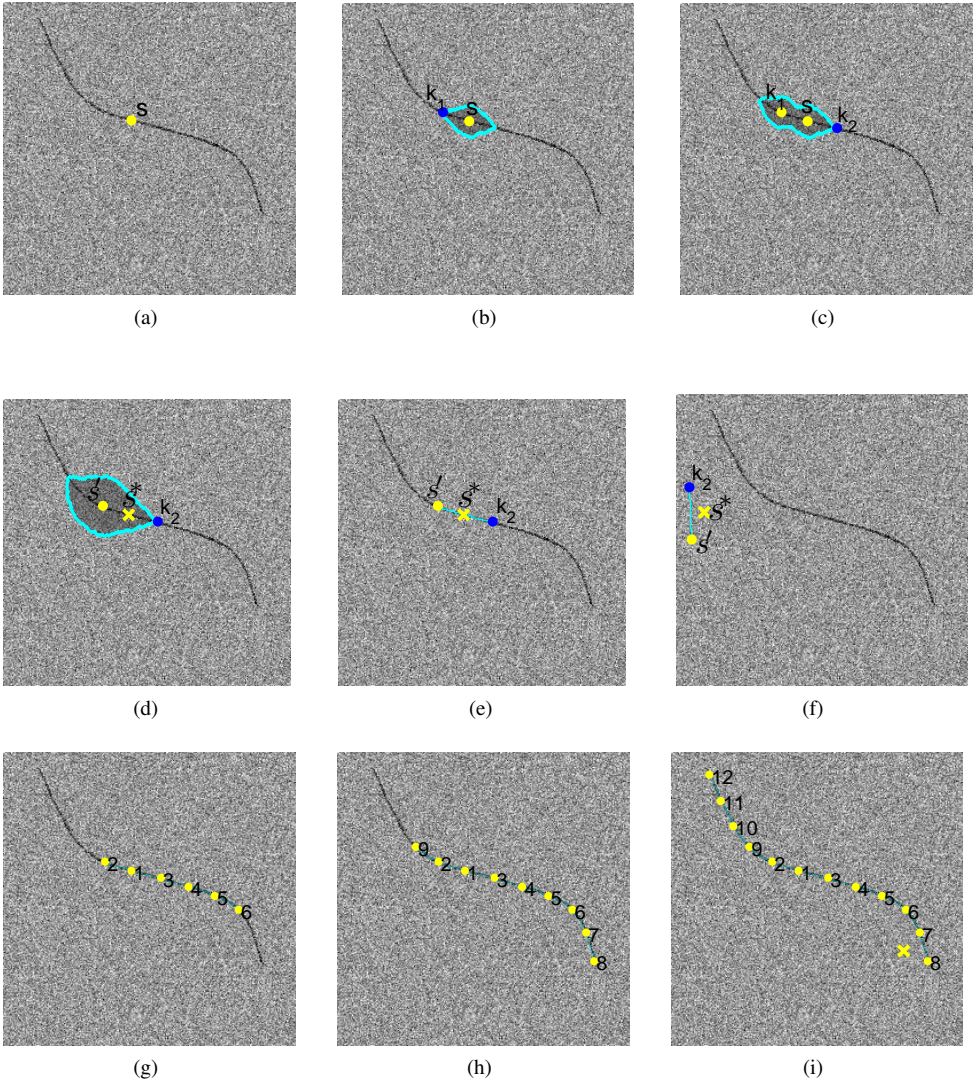 s
k1 s
k1 s k2
(a)
(b)
(c)
s′ s* k2
s′ s* k2
k2 s* s′
(d)
(e)
(f)
2 1 3 4 5 6
9 2 1 3 4 5 6 7 8
12 11 10 9 2 1 3 4 5 6 7 8
(g)
(h)
(i)